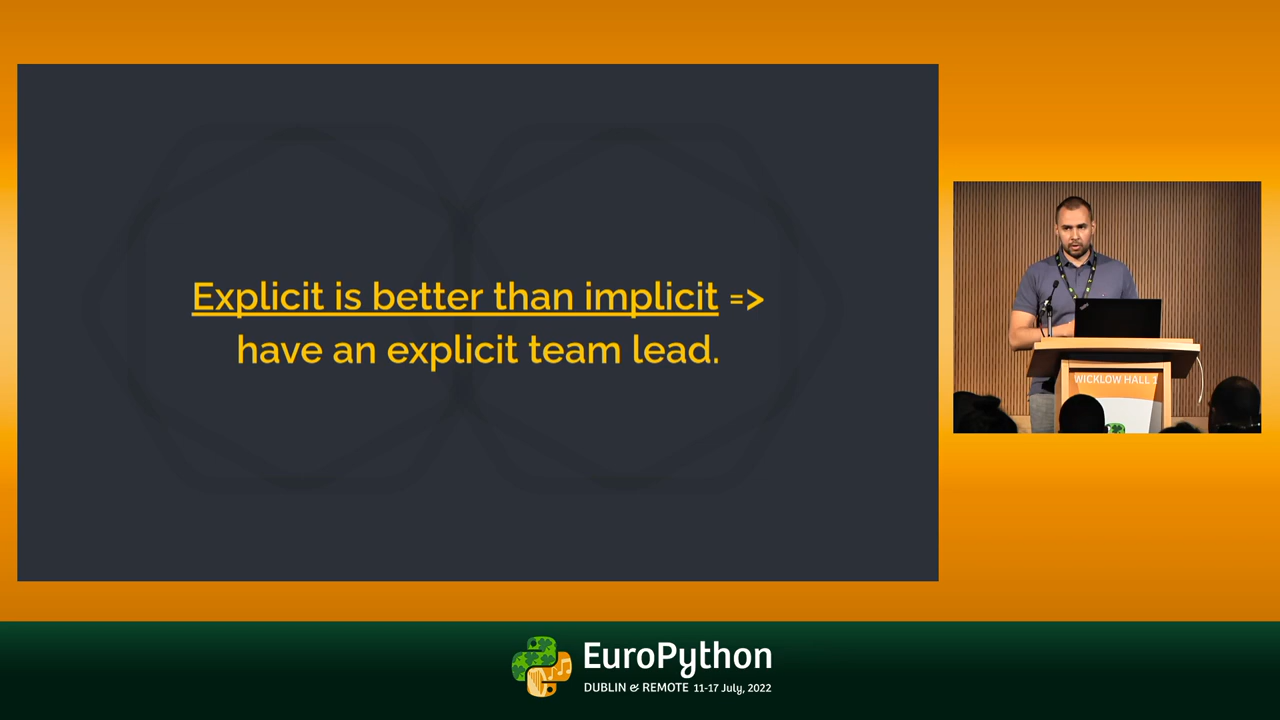 Explicit is better than implicit =>
have an explicit team lead.
WICKLOW HALL 1
EuroPython
DUBLIN & REMOTE 11-17 July, 2022